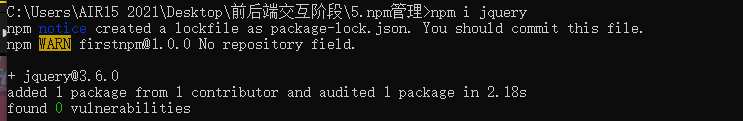 C:\Users\AIR15 2021\Desktop\前后端交互阶段\5.npm管理>npm i jquery
npm notice created a lockfile as package-lock.json. You should commit this file.
npm WARN firstnpm@1.0.0 No repository field.
+ jquery@3.6.0
added 1 package from 1 contributor and audited 1 package in 2.18s
found 0 vulnerabilities